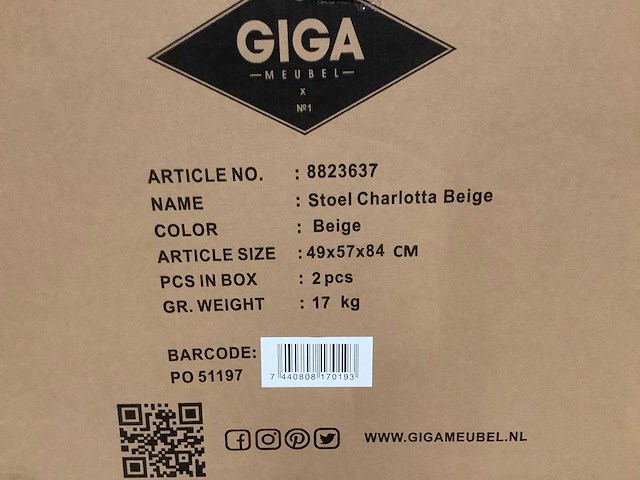 GIGA
—MEUBEL—
x
Nº1
ARTICLE NO. : 8823637
NAME : Stoel Charlotta Beige
COLOR : Beige
ARTICLE SIZE : 49x57x84 CM
PCS IN BOX : 2 pcs
GR. WEIGHT : 17 kg
BARCODE:
PO 51197
7 440808 170193
WWW.GIGAMEUBEL.NL